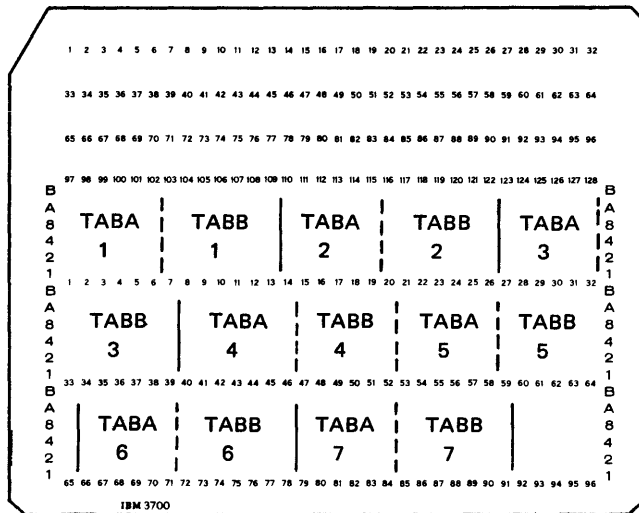 1 2 3 4 5 6 7 8 9 10 11 12 13 14 15 16 17 18 19 20 21 22 23 24 25 26 27 28 29 30 31 32
33 34 35 36 37 38 39 40 41 42 43 44 45 46 47 48 49 50 51 52 53 54 55 56 57 58 59 60 61 62 63 64
65 66 67 68 69 70 71 72 73 74 75 76 77 78 79 80 81 82 83 84 85 86 87 88 89 90 91 92 93 94 95 96
97 98 99 100 101 102 103 104 105 106 107 108 109 110 111 112 113 114 115 116 117 118 119 120 121 122 123 124 125 126 127 128
B B
A TABA TABB TABA TABB TABA A
8 8
4 1 1 2 2 3 4
2 2
1 1
1 2 3 4 5 6 7 8 9 10 11 12 13 14 15 16 17 18 19 20 21 22 23 24 25 26 27 28 29 30 31 32
B B
A TABB TABA TABB TABA TABB A
8 8
4 3 4 4 5 5 4
2 2
1 1
33 34 35 36 37 38 39 40 41 42 43 44 45 46 47 48 49 50 51 52 53 54 55 56 57 58 59 60 61 62 63 64
B B
A TABA TABB TABA TABB A
8 8
4 6 6 7 7 4
2 2
1 1
65 66 67 68 69 70 71 72 73 74 75 76 77 78 79 80 81 82 83 84 85 86 87 88 89 90 91 92 93 94 95 96
IBM 3700